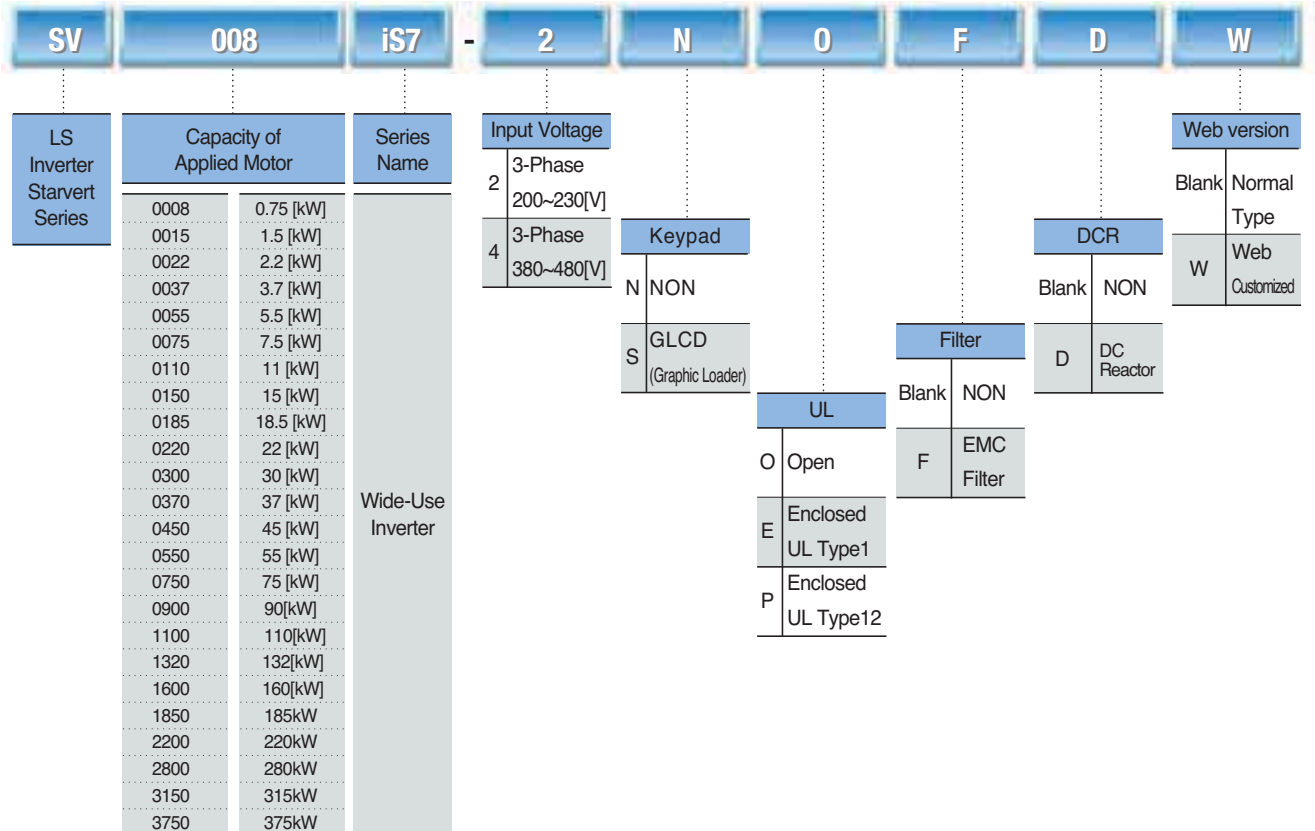 SV 008 iS7 - 2 N O F D W
LS
Inverter
Starvert
Series
Capacity of
Applied Motor
0008 0.75 [kW]
0015 1.5 [kW]
0022 2.2 [kW]
0037 3.7 [kW]
0055 5.5 [kW]
0075 7.5 [kW]
0110 11 [kW]
0150 15 [kW]
0185 18.5 [kW]
0220 22 [kW]
0300 30 [kW]
0370 37 [kW]
0450 45 [kW]
0550 55 [kW]
0750 75 [kW]
0900 90[kW]
1100 110[kW]
1320 132[kW]
1600 160[kW]
1850 185kW
2200 220kW
2800 280kW
3150 315kW
3750 375kW
Series
Name
Wide-Use
Inverter
Input Voltage
2 3-Phase
200~230[V]
4 3-Phase
380~480[V]
Keypad
N NON
S GLCD
(Graphic Loader)
UL
O Open
E Enclosed
UL Type1
P Enclosed
UL Type12
Filter
Blank NON
F EMC
Filter
DCR
Blank NON
D DC
Reactor
Web version
Blank Normal
Type
W Web
Customized